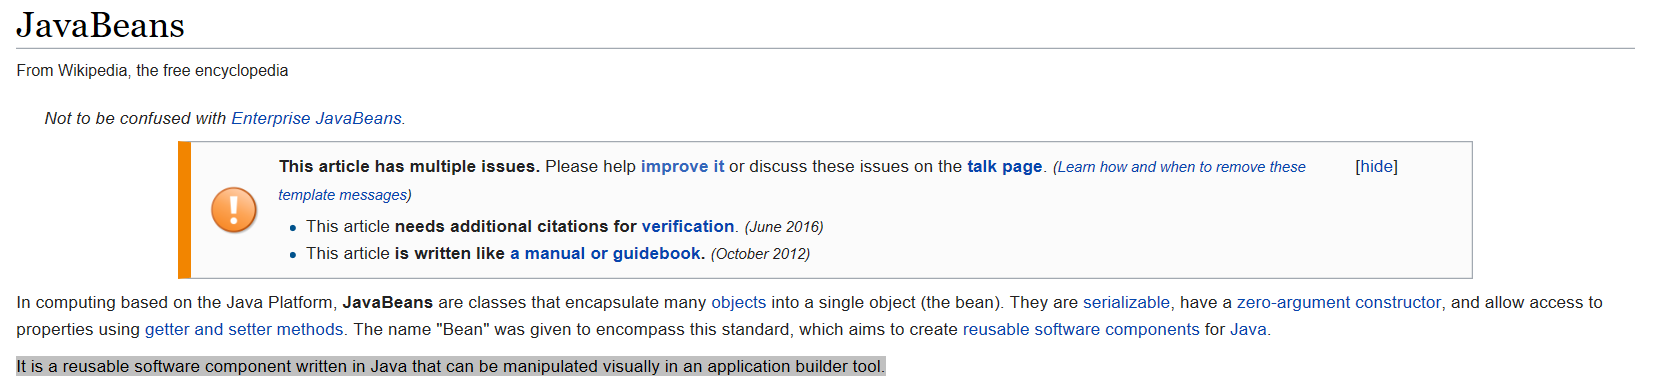 JavaBeans
From Wikipedia, the free encyclopedia
Not to be confused with Enterprise JavaBeans.
This article has multiple issues. Please help improve it or discuss these issues on the talk page. (Learn how and when to remove these [hide]
template messages)
• This article needs additional citations for verification. (June 2016)
• This article is written like a manual or guidebook. (October 2012)
In computing based on the Java Platform, JavaBeans are classes that encapsulate many objects into a single object (the bean). They are serializable, have a zero-argument constructor, and allow access to
properties using getter and setter methods. The name "Bean" was given to encompass this standard, which aims to create reusable software components for Java.
It is a reusable software component written in Java that can be manipulated visually in an application builder tool.